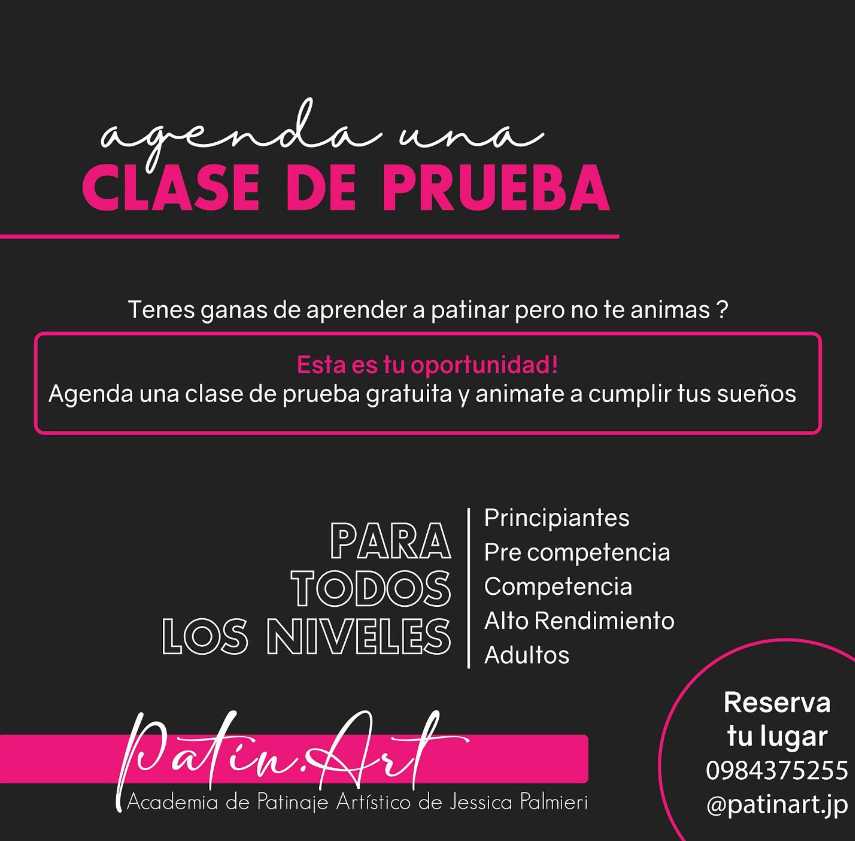 agenda una
CLASE DE PRUEBA
Tenes ganas de aprender a patinar pero no te animas ?
Esta es tu oportunidad!
Agenda una clase de prueba gratuita y animate a cumplir tus sueños
PARA
TODOS
LOS NIVELES
Principiantes
Pre competencia
Competencia
Alto Rendimiento
Adultos
Patín.Art
Academia de Patinaje Artístico de Jessica Palmieri
Reserva
tu lugar
0984375255
@patinart.jp